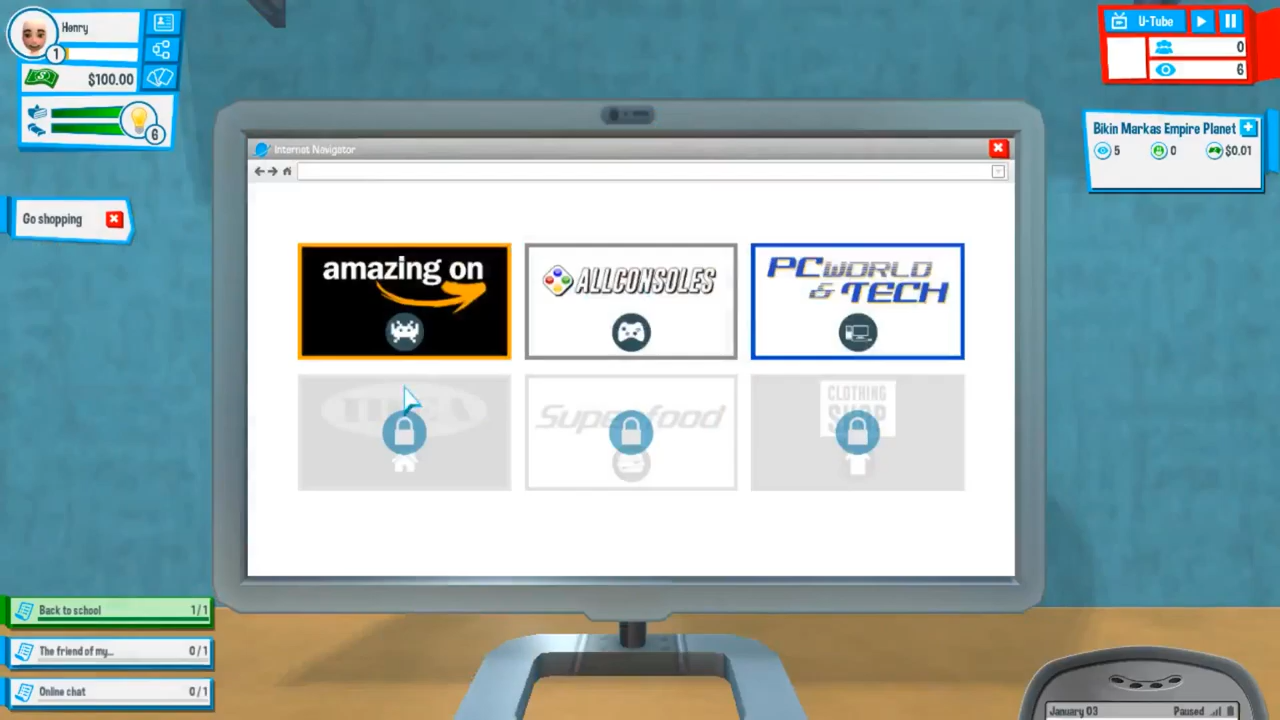 Henry
1
$100.00
6
U-Tube
0
6
Bikin Markas Empire Planet
5
0
$0.01
Go shopping
Internet Navigator
amazing on
ALLCONSOLES
PC WORLD
& TECH
Superfood
CLOTHING
SHOP
Back to school
1/1
The friend of my...
0/1
Online chat
0/1
January 03
Paused